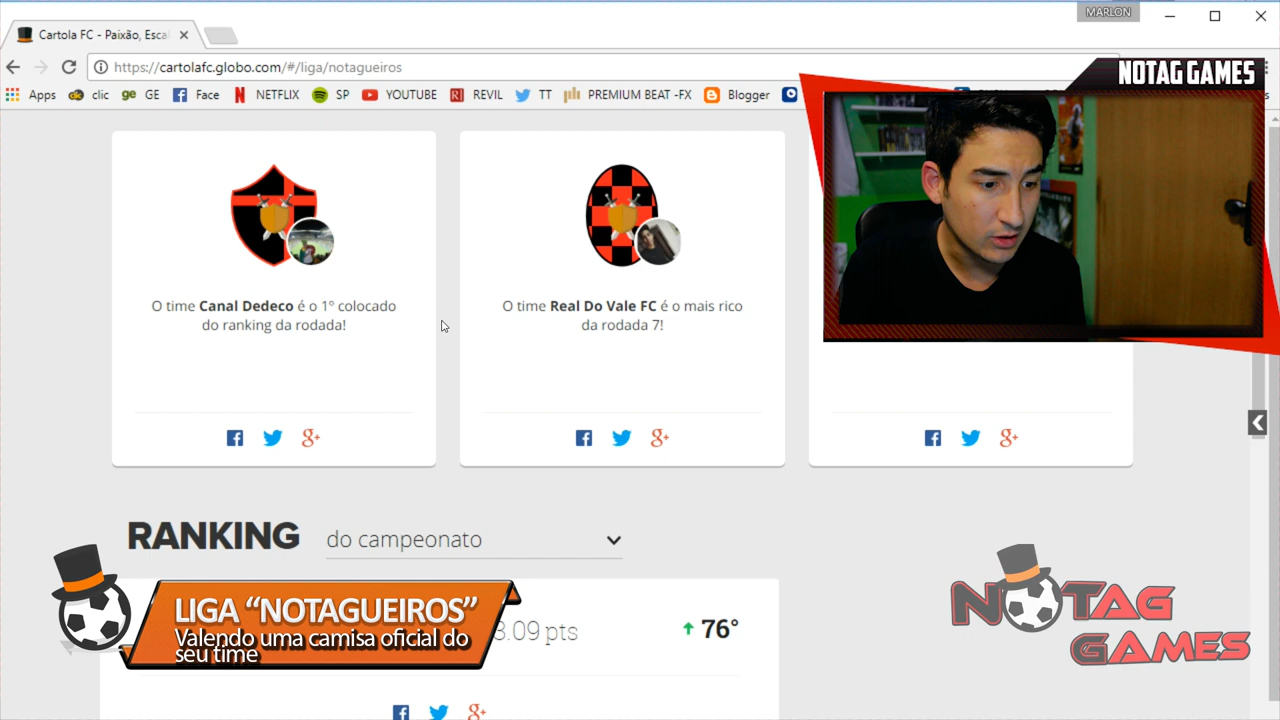 MARLON
Cartola FC - Paixão, Escal
https://cartolafc.globo.com/#/liga/notagueiros
Apps clic GE Face NETFLIX SP YOUTUBE REVIL TT PREMIUM BEAT -FX Blogger
NOTAG GAMES
O time Canal Dedeco é o 1º colocado
do ranking da rodada!
O time Real Do Vale FC é o mais rico
da rodada 7!
RANKING do campeonato
LIGA “NOTAGUEIROS”
Valendo uma camisa oficial do
seu time
3.09 pts
76°
NOTAG
GAMES